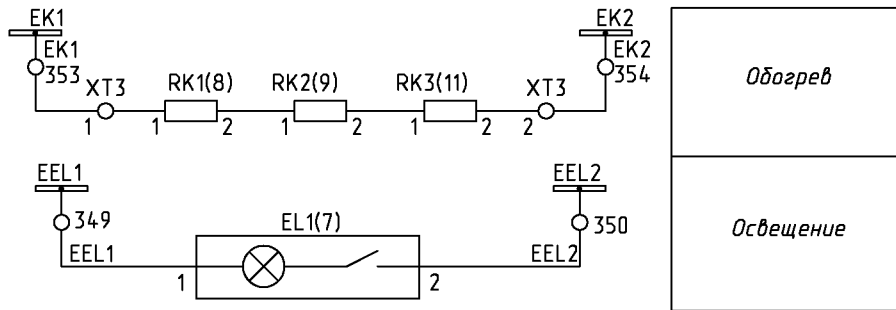 EK1 EK2
EK1 EK2
353 354
XT3 RK1(8) RK2(9) RK3(11) XT3
1 1 2 1 2 1 2 2
Обогрев
EEL1 EEL2
349 EL1(7) 350
EEL1 EEL2
1 2
Освещение